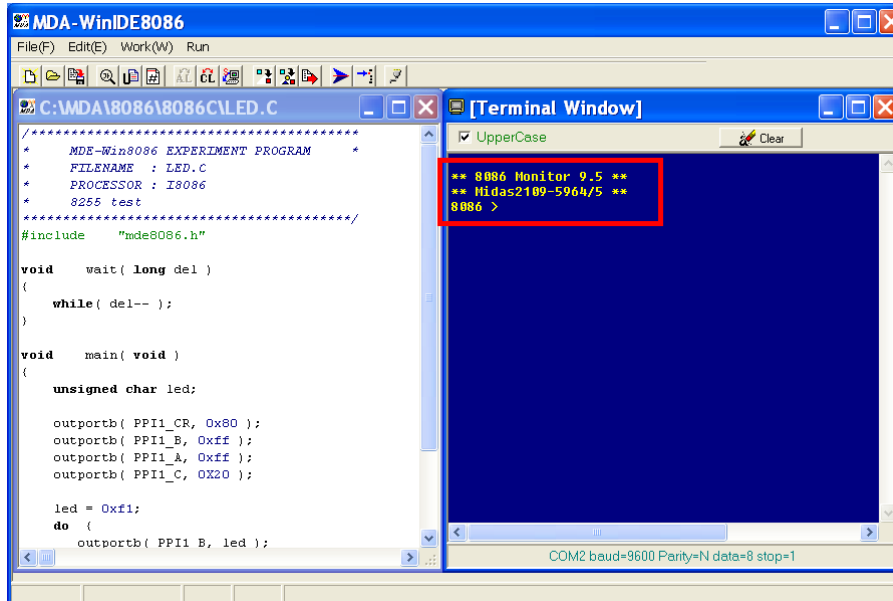 MDA-WinIDE8086
File(F) Edit(E) Work(W) Run
C:\MDA\8086\8086C\LED.C
/*****************************************
* MDE-Win8086 EXPERIMENT PROGRAM *
* FILENAME : LED.C
* PROCESSOR : I8086
* 8255 test
*****************************************/
#include "mde8086.h"
void wait( long del )
{
while( del-- );
}
void main( void )
{
unsigned char led;
outportb( PPI1_CR, 0x80 );
outportb( PPI1_B, 0xff );
outportb( PPI1_A, 0xff );
outportb( PPI1_C, 0X20 );
led = 0xf1;
do {
outportb( PPI1_B, led );
[Terminal Window]
UpperCase
Clear
** 8086 Monitor 9.5 **
** Midas2109-5964/5 **
8086 >
COM2 baud=9600 Parity=N data=8 stop=1